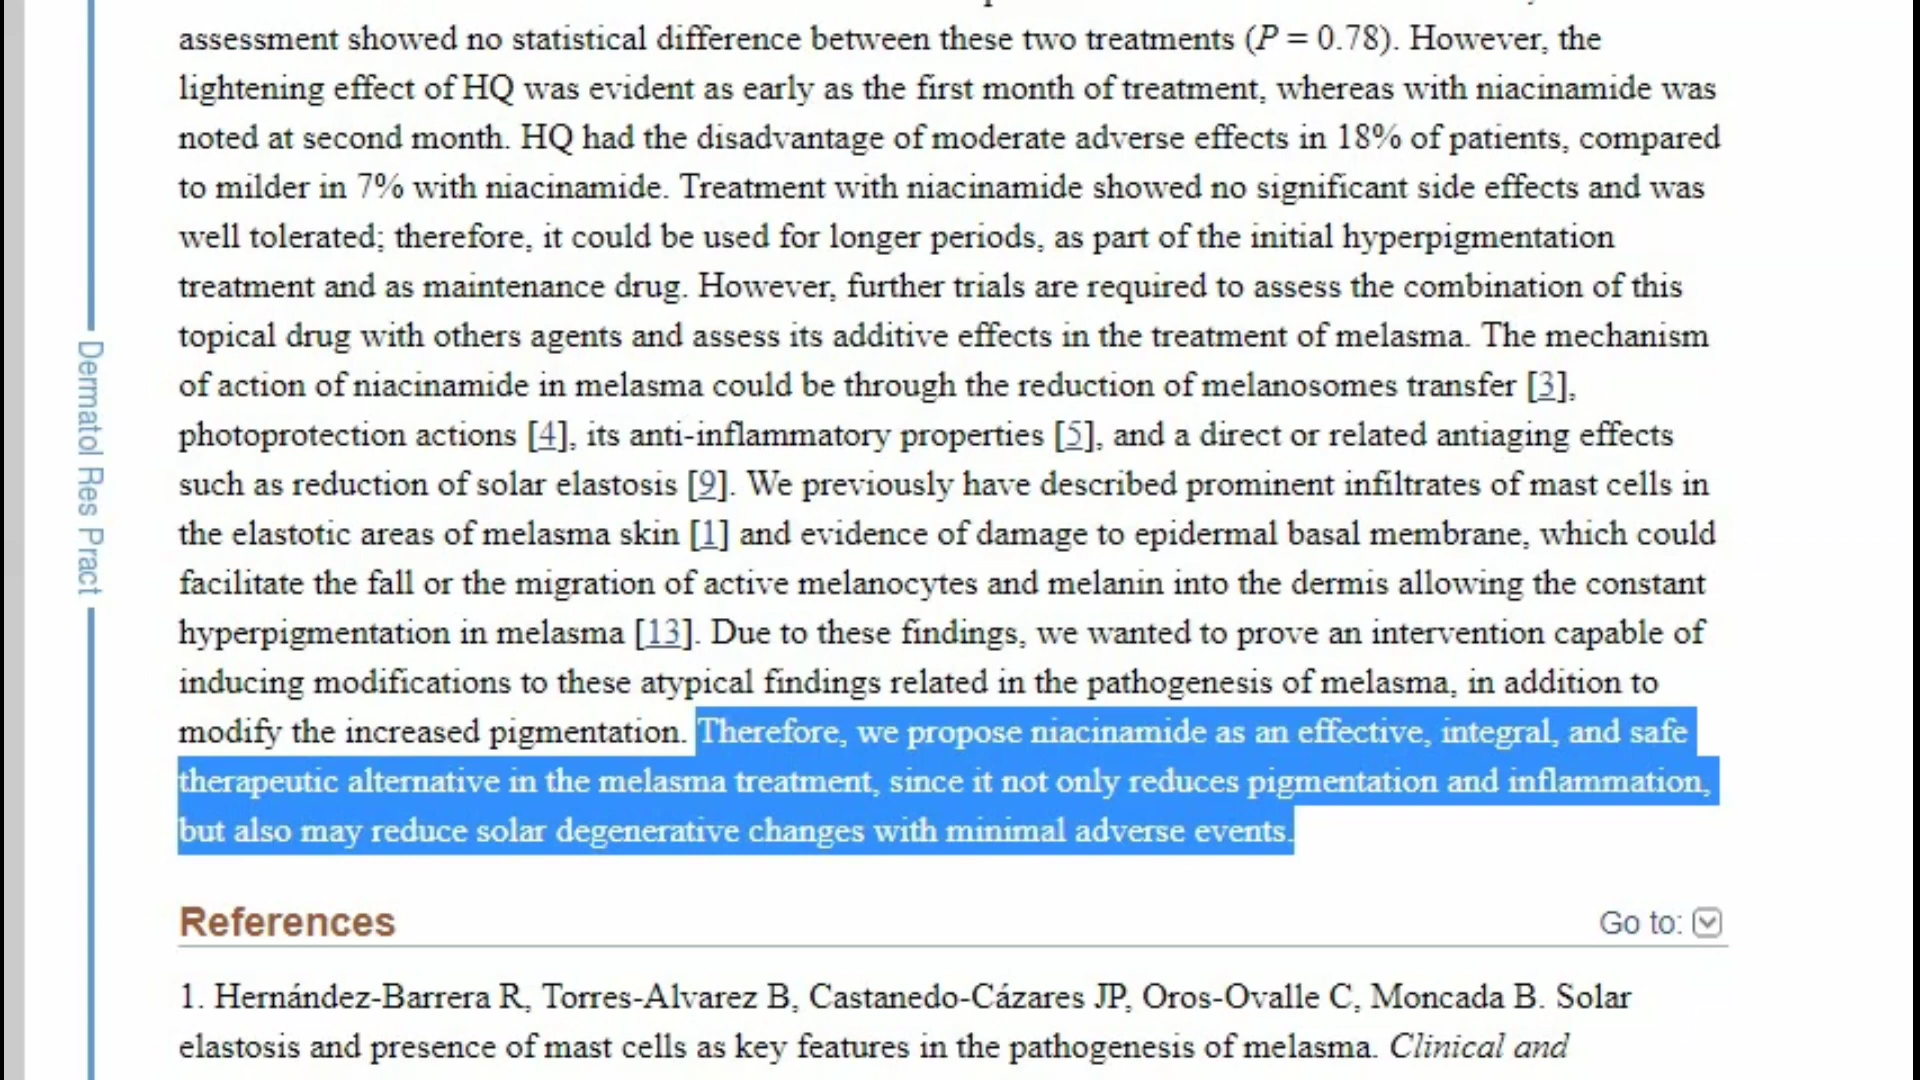 assessment showed no statistical difference between these two treatments (P = 0.78). However, the
lightening effect of HQ was evident as early as the first month of treatment, whereas with niacinamide was
noted at second month. HQ had the disadvantage of moderate adverse effects in 18% of patients, compared
to milder in 7% with niacinamide. Treatment with niacinamide showed no significant side effects and was
well tolerated; therefore, it could be used for longer periods, as part of the initial hyperpigmentation
treatment and as maintenance drug. However, further trials are required to assess the combination of this
topical drug with others agents and assess its additive effects in the treatment of melasma. The mechanism
of action of niacinamide in melasma could be through the reduction of melanosomes transfer [3],
photoprotection actions [4], its anti-inflammatory properties [5], and a direct or related antiaging effects
such as reduction of solar elastosis [9]. We previously have described prominent infiltrates of mast cells in
the elastotic areas of melasma skin [1] and evidence of damage to epidermal basal membrane, which could
facilitate the fall or the migration of active melanocytes and melanin into the dermis allowing the constant
hyperpigmentation in melasma [13]. Due to these findings, we wanted to prove an intervention capable of
inducing modifications to these atypical findings related in the pathogenesis of melasma, in addition to
modify the increased pigmentation. Therefore, we propose niacinamide as an effective, integral, and safe
therapeutic alternative in the melasma treatment, since it not only reduces pigmentation and inflammation,
but also may reduce solar degenerative changes with minimal adverse events.
Dermatol Res Pract
References
Go to:
1. Hernández-Barrera R, Torres-Alvarez B, Castanedo-Cázares JP, Oros-Ovalle C, Moncada B. Solar
elastosis and presence of mast cells as key features in the pathogenesis of melasma. Clinical and